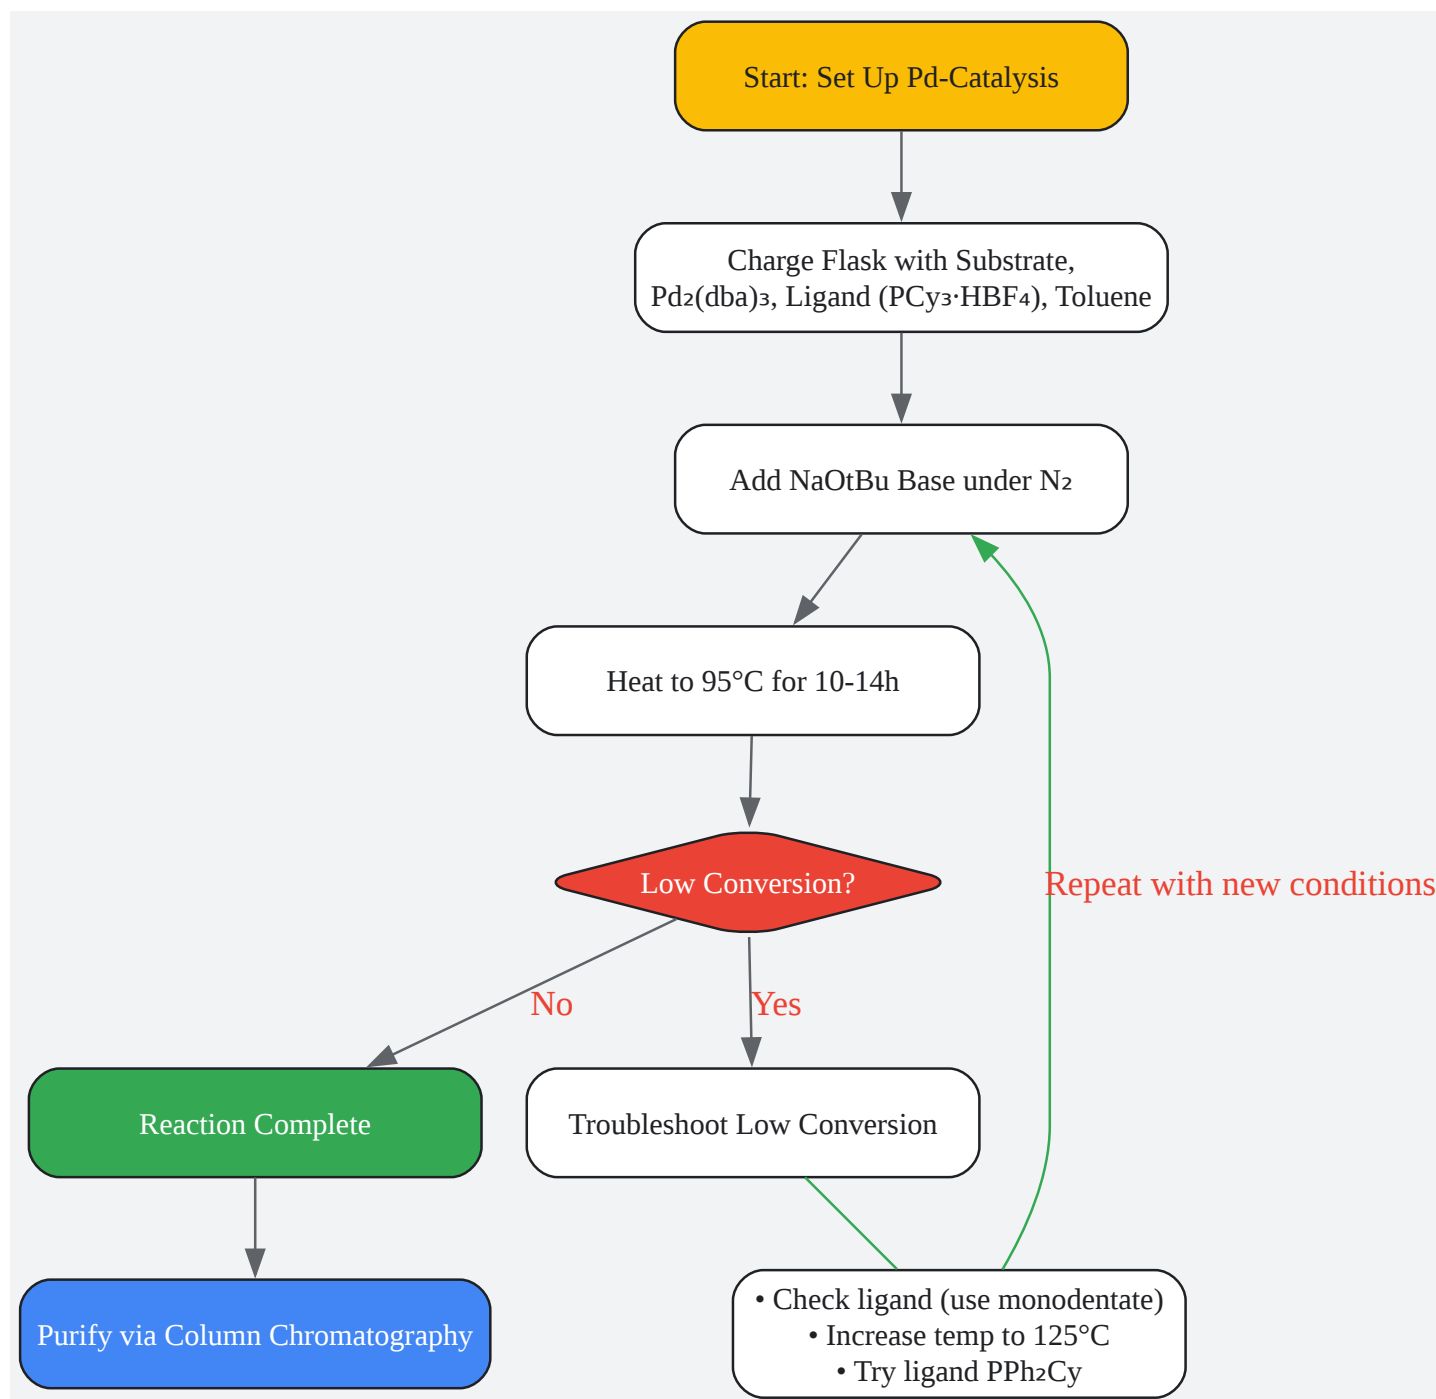 Start: Set Up Pd-Catalysis
Charge Flask with Substrate,
Pd₂(dba)₃, Ligand (PCy₃·HBF₄), Toluene
Add NaOtBu Base under N₂
Heat to 95°C for 10-14h
Low Conversion?
Repeat with new conditions
No
Yes
Reaction Complete
Troubleshoot Low Conversion
Purify via Column Chromatography
• Check ligand (use monodentate)
• Increase temp to 125°C
• Try ligand PPh₂Cy